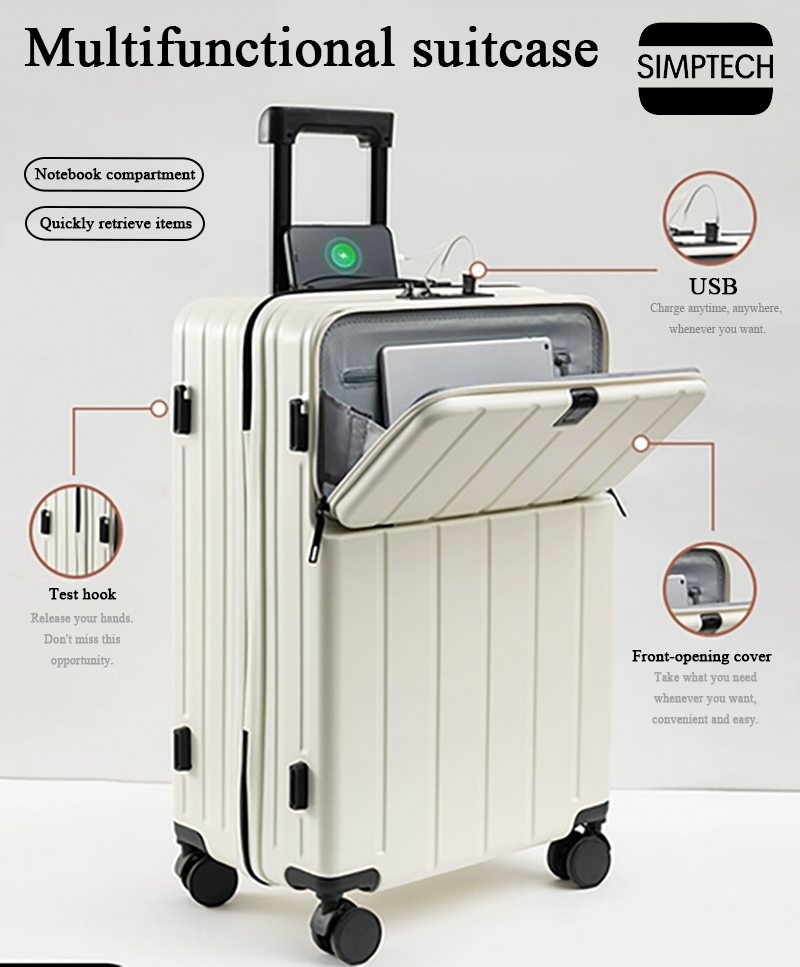 Multifunctional suitcase
SIMPTECH
Notebook compartment
Quickly retrieve items
USB
Charge anytime, anywhere,
whenever you want.
Test hook
Release your hands.
Don't miss this
opportunity.
Front-opening cover
Take what you need
whenever you want,
convenient and easy.